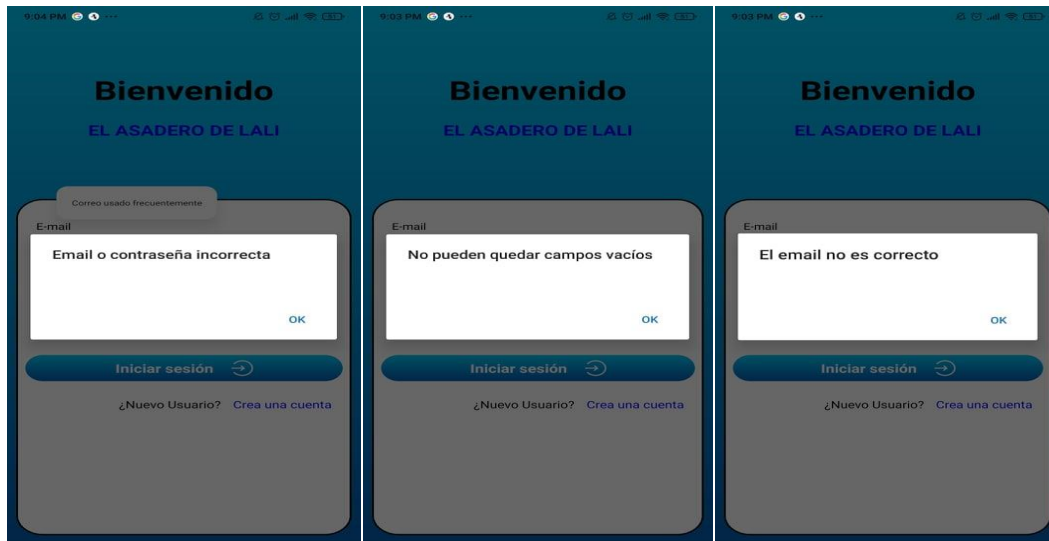 9:04 PM
Bienvenido
EL ASADERO DE LALI
Correo usado frecuentemente
E-mail
Email o contraseña incorrecta
OK
Iniciar sesión
¿Nuevo Usuario? Crea una cuenta
9:03 PM
Bienvenido
EL ASADERO DE LALI
E-mail
No pueden quedar campos vacíos
OK
Iniciar sesión
¿Nuevo Usuario? Crea una cuenta
9:03 PM
Bienvenido
EL ASADERO DE LALI
E-mail
El email no es correcto
OK
Iniciar sesión
¿Nuevo Usuario? Crea una cuenta